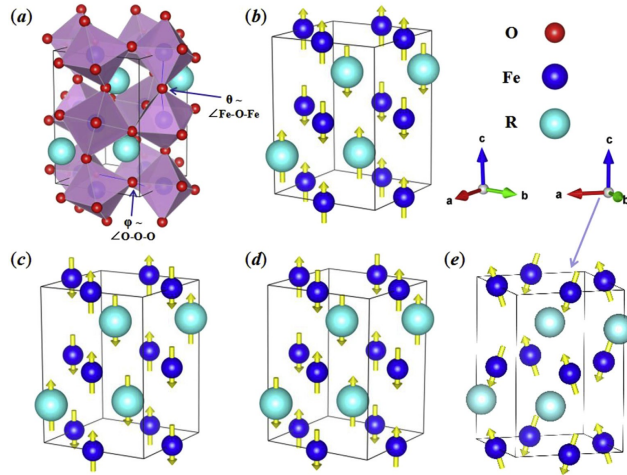 (a)
(b)
O
Fe
R
θ ~
∠Fe-O-Fe
φ ~
∠O-O-O
c
a
b
c
a
b
(c)
(d)
(e)